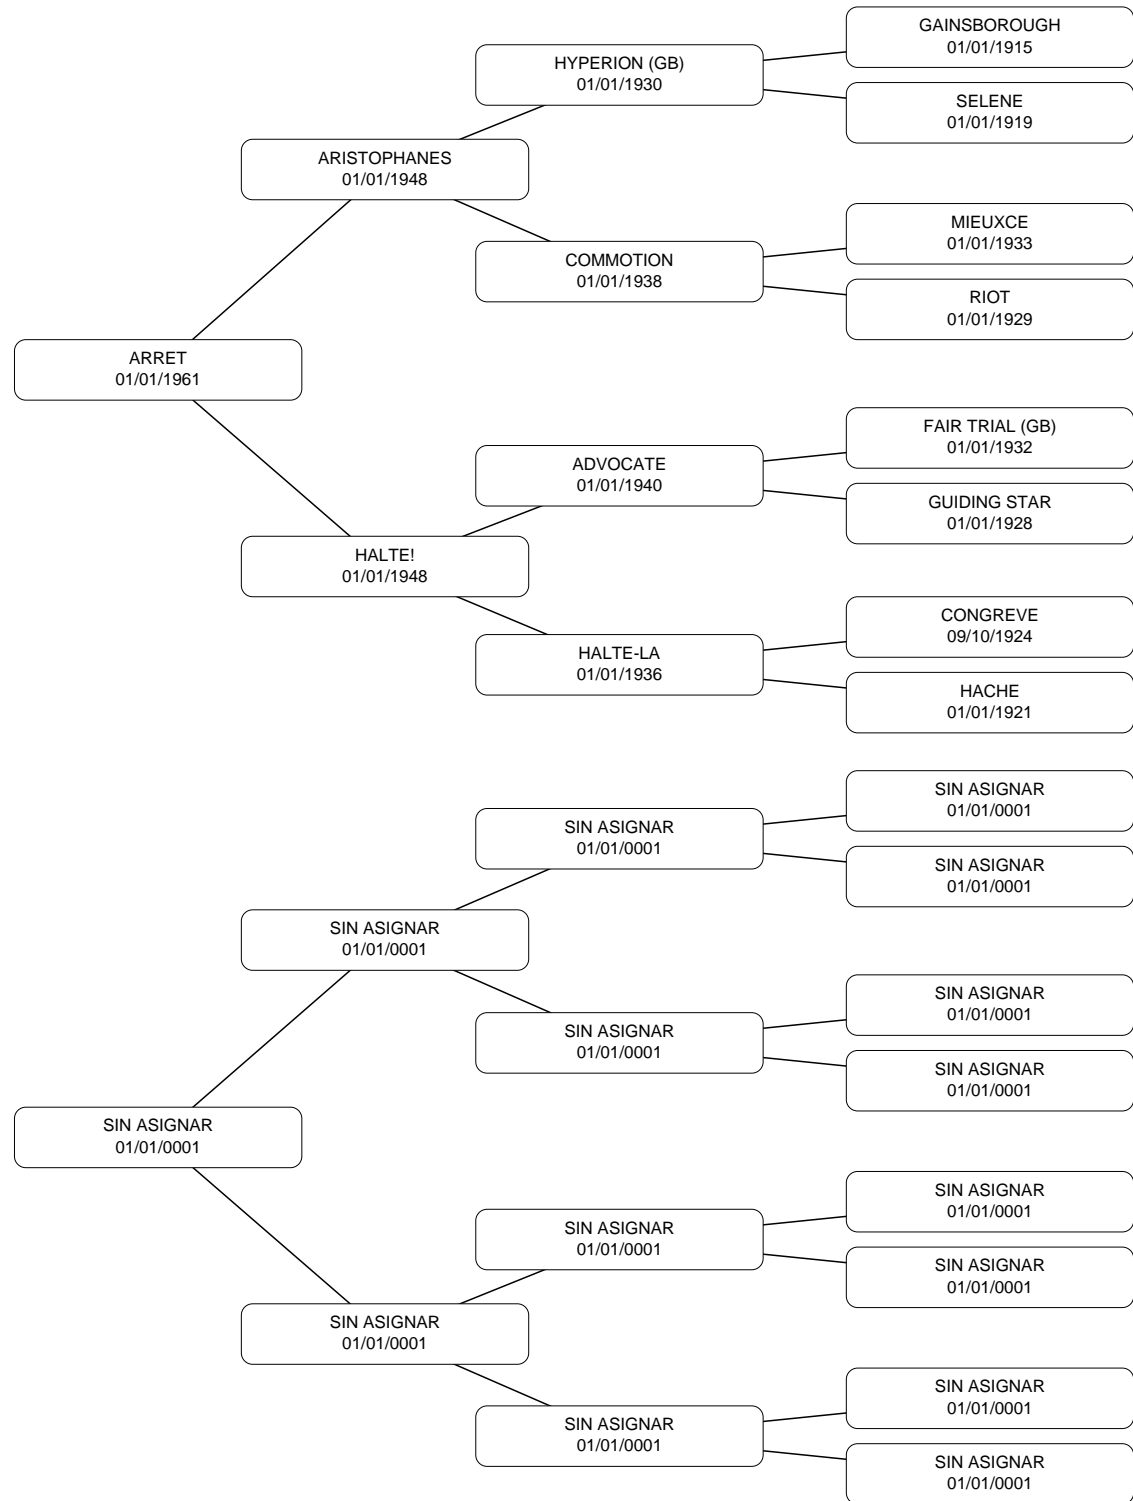 GAINSBOROUGH
01/01/1915
HYPERION (GB)
01/01/1930
SELENE
01/01/1919
ARISTOPHANES
01/01/1948
MIEUXCE
01/01/1933
COMMOTION
01/01/1938
RIOT
01/01/1929
ARRET
01/01/1961
FAIR TRIAL (GB)
01/01/1932
ADVOCATE
01/01/1940
GUIDING STAR
01/01/1928
HALTE!
01/01/1948
CONGREVE
09/10/1924
HALTE-LA
01/01/1936
HACHE
01/01/1921
SIN ASIGNAR
01/01/0001
SIN ASIGNAR
01/01/0001
SIN ASIGNAR
01/01/0001
SIN ASIGNAR
01/01/0001
SIN ASIGNAR
01/01/0001
SIN ASIGNAR
01/01/0001
SIN ASIGNAR
01/01/0001
SIN ASIGNAR
01/01/0001
SIN ASIGNAR
01/01/0001
SIN ASIGNAR
01/01/0001
SIN ASIGNAR
01/01/0001
SIN ASIGNAR
01/01/0001
SIN ASIGNAR
01/01/0001
SIN ASIGNAR
01/01/0001
SIN ASIGNAR
01/01/0001